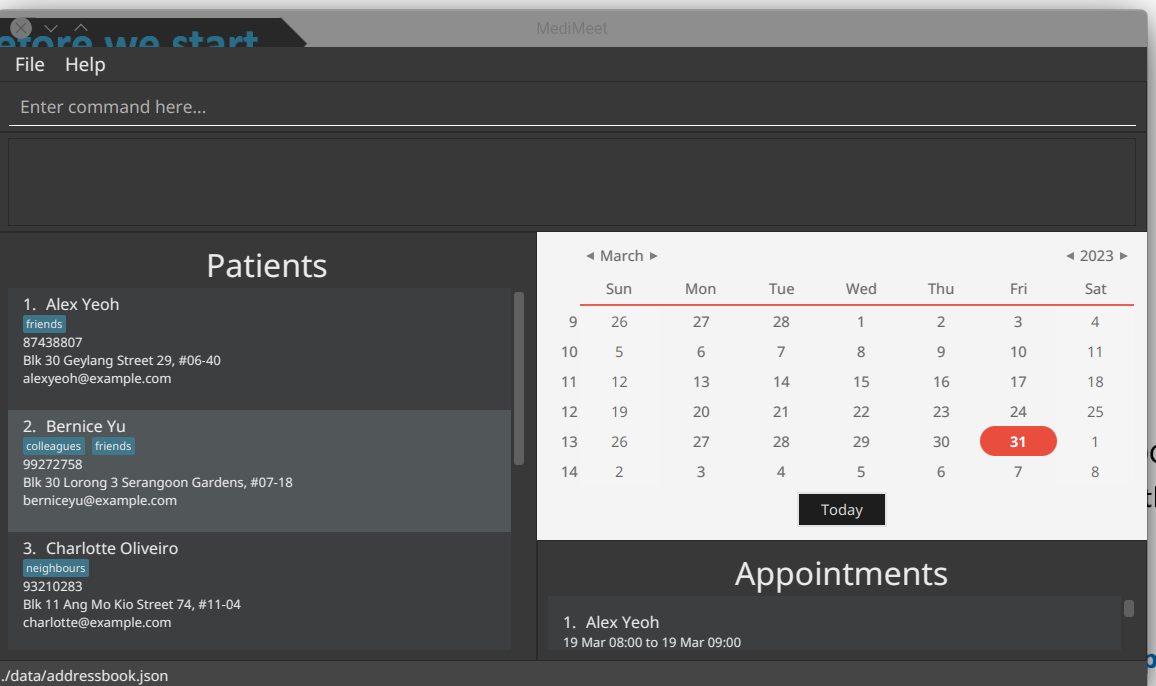 efore we start
MediMeet
File Help
Enter command here...
Patients
1. Alex Yeoh
friends
87438807
Blk 30 Geylang Street 29, #06-40
alexyeoh@example.com
2. Bernice Yu
colleagues friends
99272758
Blk 30 Lorong 3 Serangoon Gardens, #07-18
berniceyu@example.com
3. Charlotte Oliveiro
neighbours
93210283
Blk 11 Ang Mo Kio Street 74, #11-04
charlotte@example.com
◄ March ► ◄ 2023 ►
Sun Mon Tue Wed Thu Fri Sat
9 26 27 28 1 2 3 4
10 5 6 7 8 9 10 11
11 12 13 14 15 16 17 18
12 19 20 21 22 23 24 25
13 26 27 28 29 30 31 1
14 2 3 4 5 6 7 8
Today
Appointments
1. Alex Yeoh
19 Mar 08:00 to 19 Mar 09:00
./data/addressbook.json